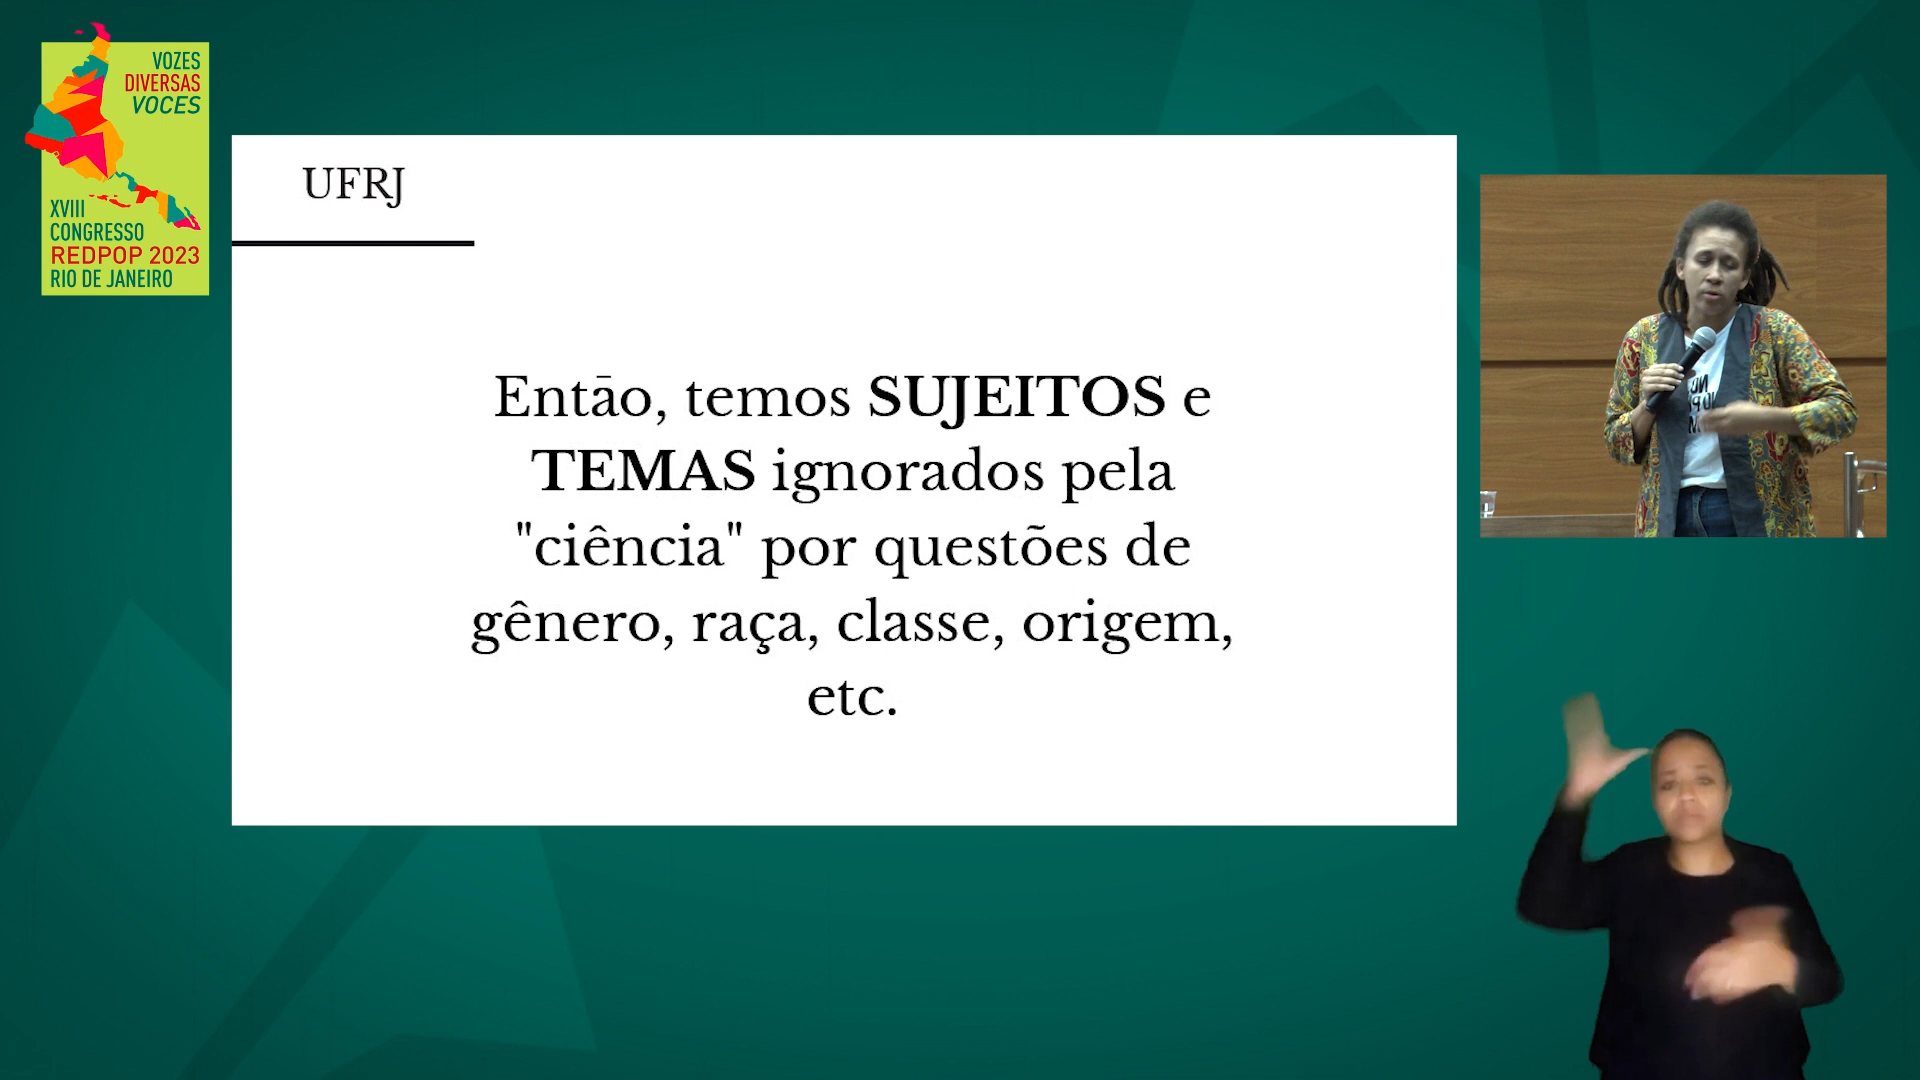 VOZES
DIVERSAS
VOCES
XVIII
CONGRESSO
REDPOP 2023
RIO DE JANEIRO
UFRJ
Então, temos SUJEITOS e
TEMAS ignorados pela
"ciência" por questões de
gênero, raça, classe, origem,
etc.